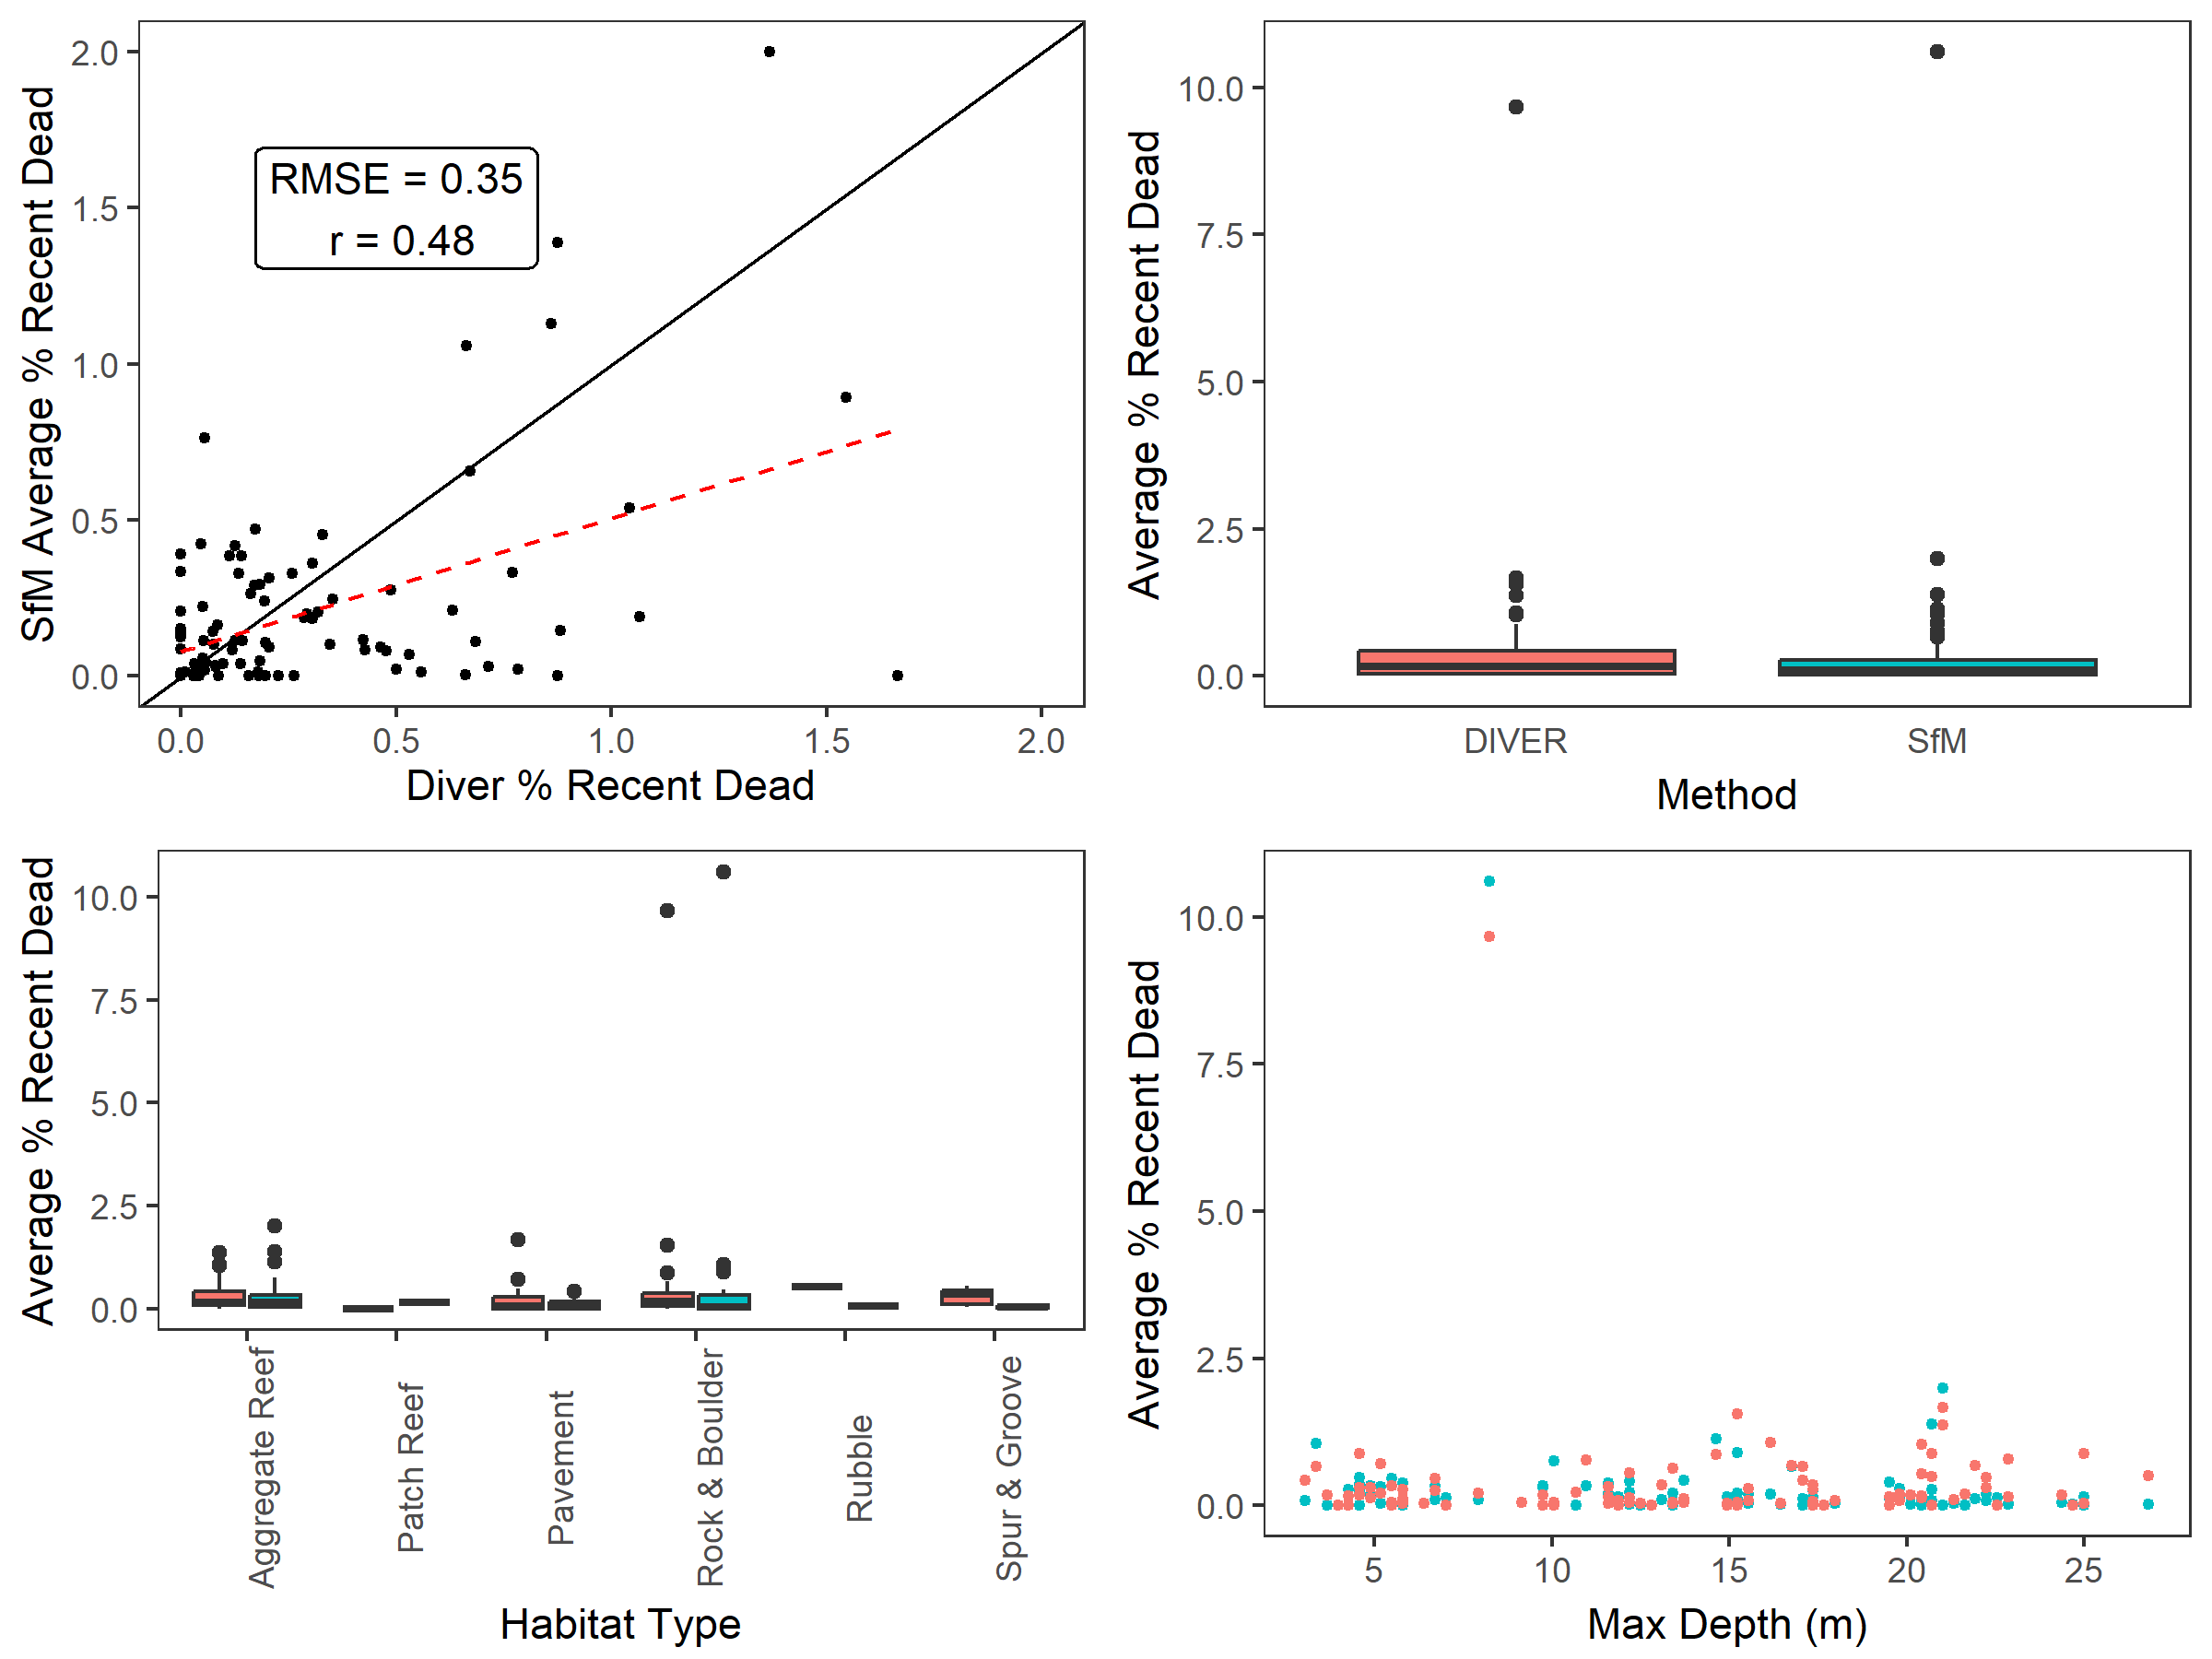 SfM Average % Recent Dead
2.0
1.5
1.0
0.5
0.0
RMSE = 0.35
r = 0.48
0.0 0.5 1.0 1.5 2.0
Diver % Recent Dead
Average % Recent Dead
10.0
7.5
5.0
2.5
0.0
DIVER SfM
Method
Average % Recent Dead
10.0
7.5
5.0
2.5
0.0
Aggregate Reef
Patch Reef
Pavement
Rock & Boulder
Rubble
Spur & Groove
Habitat Type
Average % Recent Dead
10.0
7.5
5.0
2.5
0.0
5 10 15 20 25
Max Depth (m)